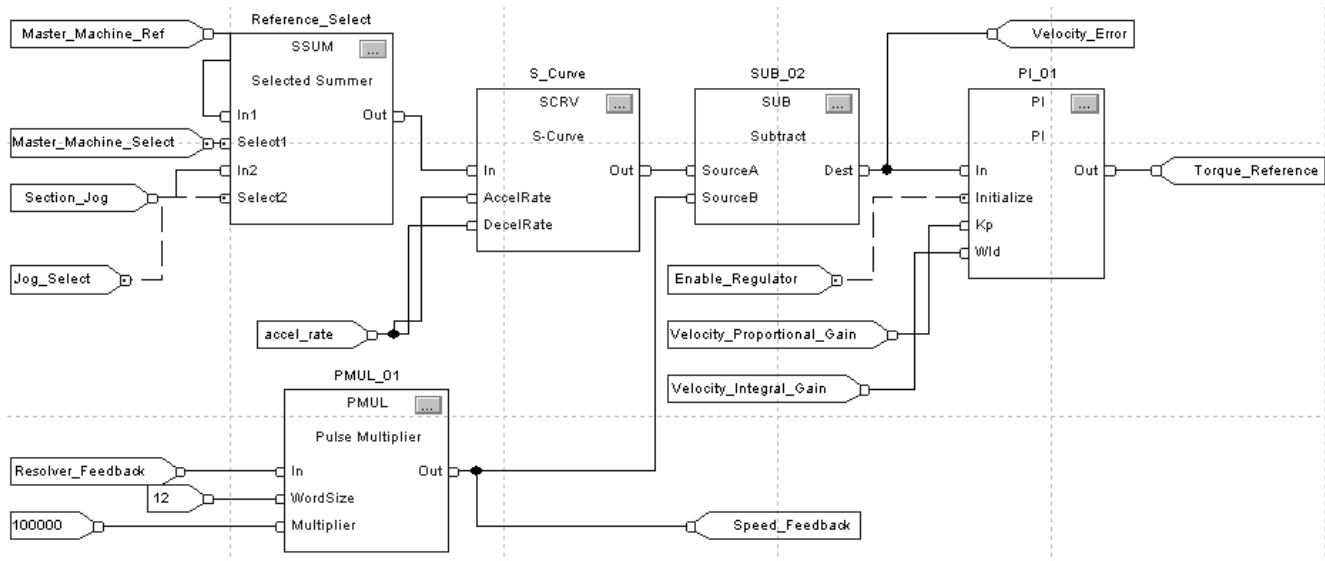 Reference_Select
Master_Machine_Ref
SSUM
...
Selected Summer
In1
Out
Master_Machine_Select
Select1
In2
Section_Jog
Select2
Jog_Select
S_Curve
SCRV
...
S-Curve
In
Out
AccelRate
DecelRate
accel_rate
SUB_02
SUB
...
Subtract
SourceA
Dest
SourceB
Velocity_Error
PI_01
PI
...
PI
In
Out
Initialize
Kp
Wld
Torque_Reference
Enable_Regulator
Velocity_Proportional_Gain
Velocity_Integral_Gain
PMUL_01
PMUL
...
Pulse Multiplier
Resolver_Feedback
In
Out
12
WordSize
100000
Multiplier
Speed_Feedback